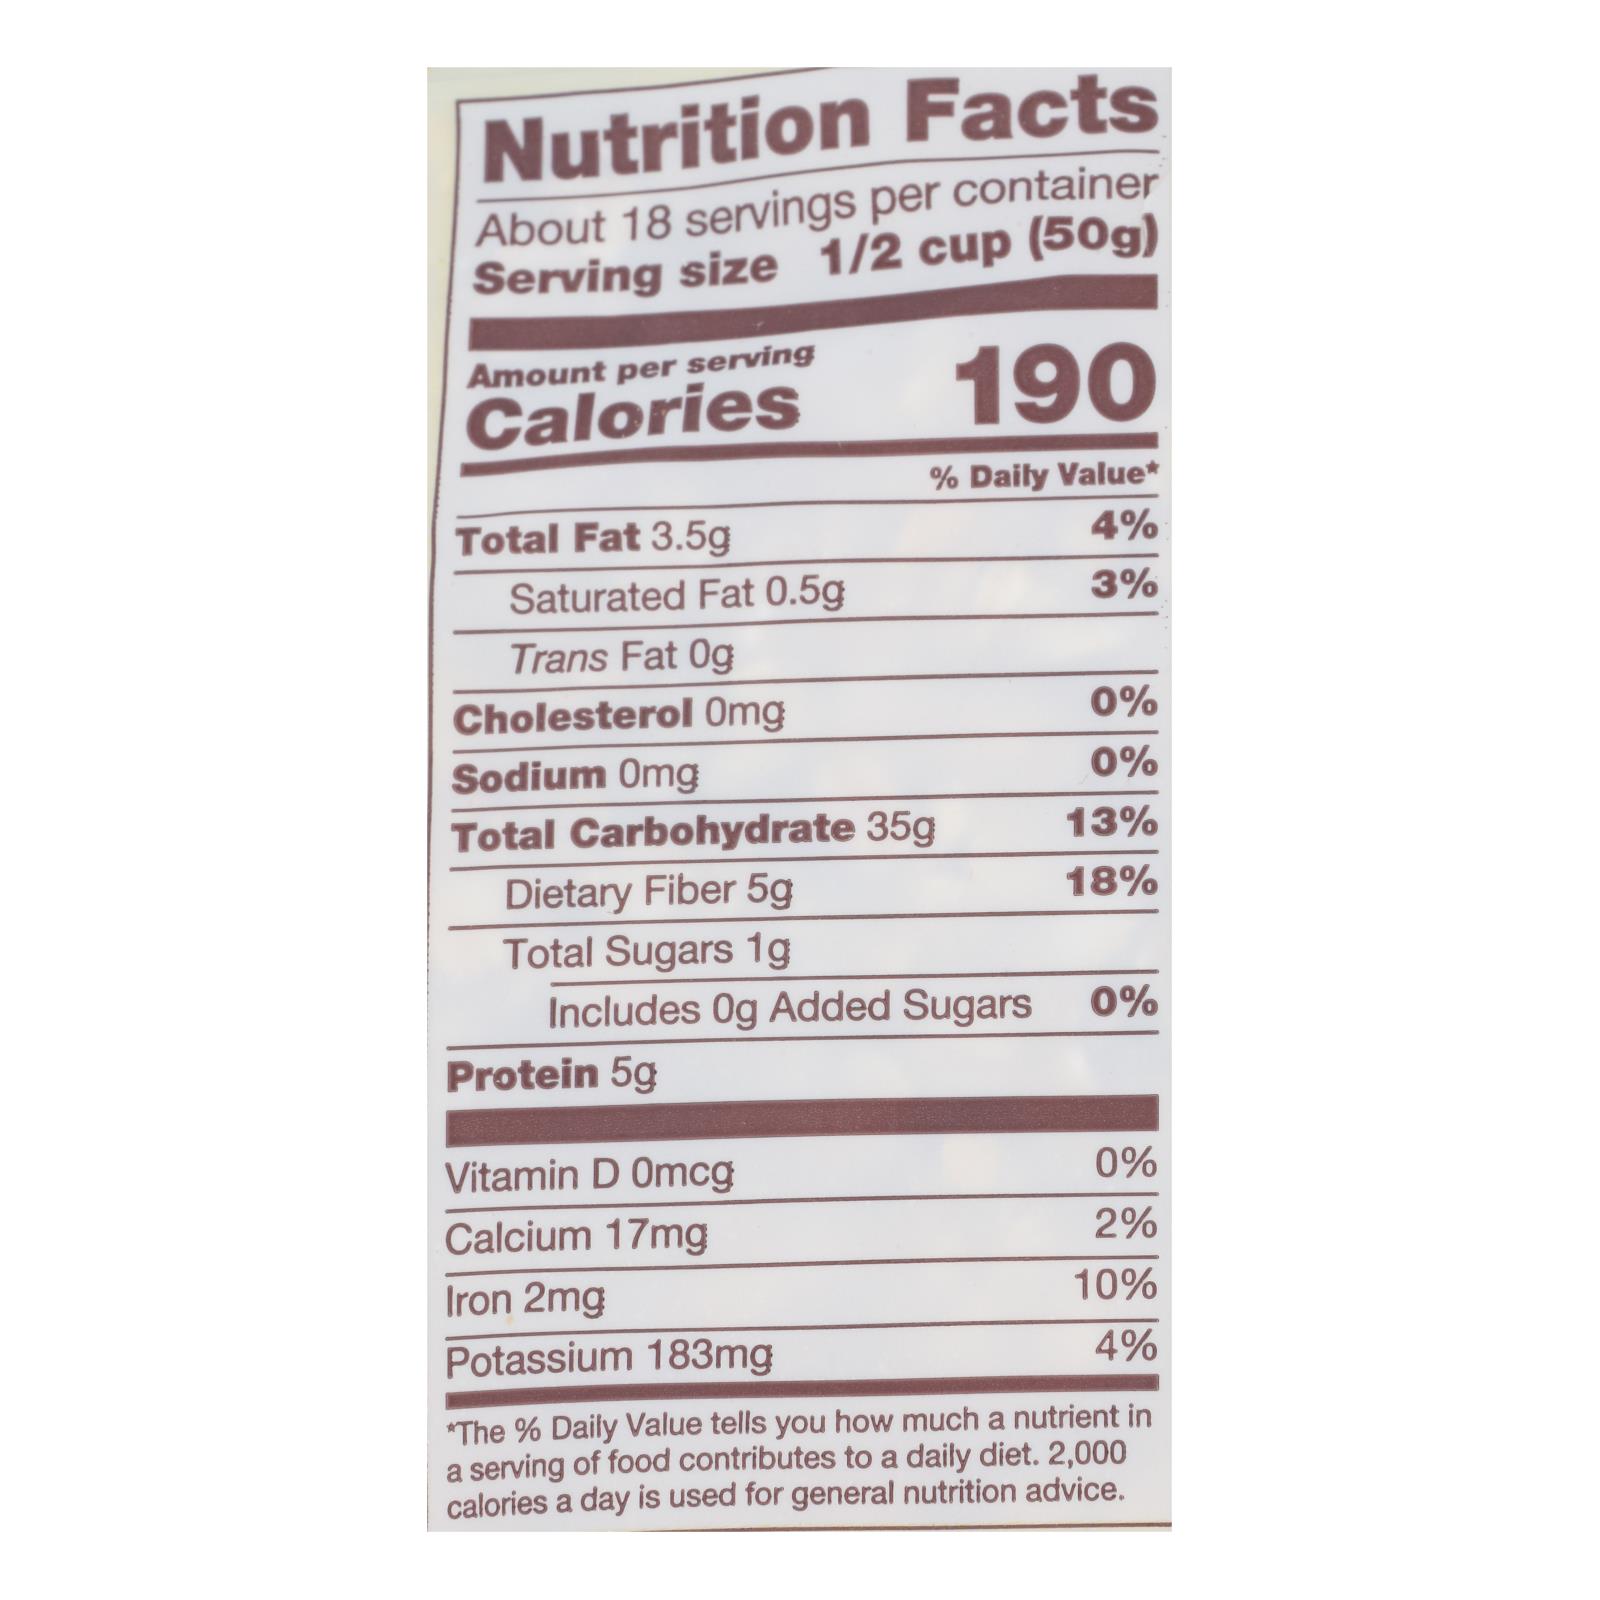 Nutrition Facts
About 18 servings per container
Serving size 1/2 cup (50g)
Amount per serving
Calories 190
% Daily Value*
Total Fat 3.5g 4%
Saturated Fat 0.5g 3%
Trans Fat 0g
Cholesterol 0mg 0%
Sodium 0mg 0%
Total Carbohydrate 35g 13%
Dietary Fiber 5g 18%
Total Sugars 1g
Includes 0g Added Sugars 0%
Protein 5g
Vitamin D 0mcg 0%
Calcium 17mg 2%
Iron 2mg 10%
Potassium 183mg 4%
*The % Daily Value tells you how much a nutrient in
a serving of food contributes to a daily diet. 2,000
calories a day is used for general nutrition advice.